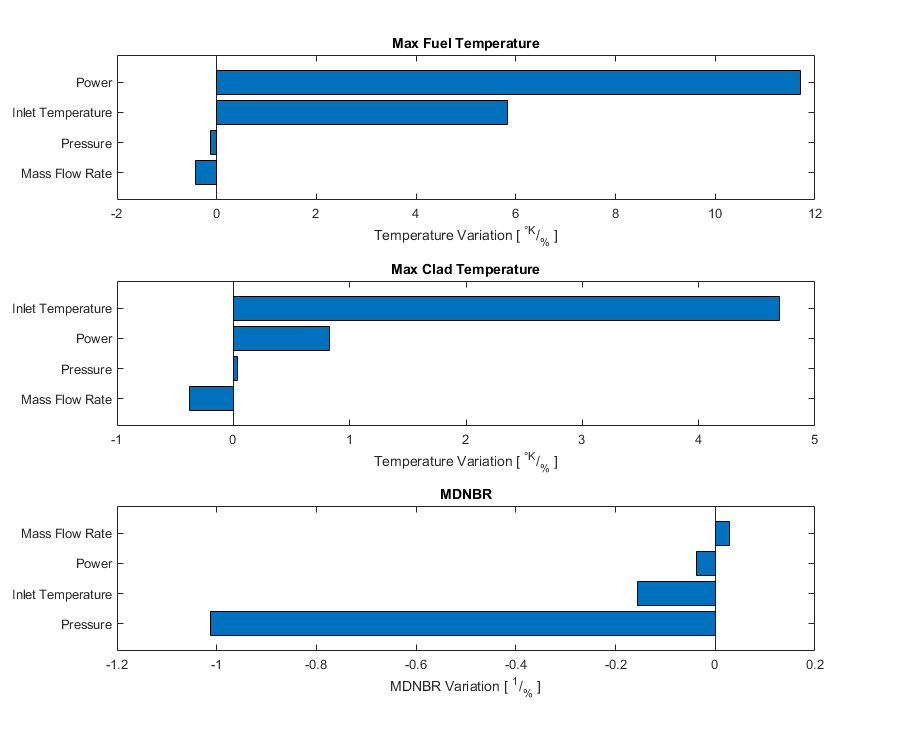 Max Fuel Temperature
Power
Inlet Temperature
Pressure
Mass Flow Rate
-2 0 2 4 6 8 10 12
Temperature Variation [ °K/% ]
Max Clad Temperature
Inlet Temperature
Power
Pressure
Mass Flow Rate
-1 0 1 2 3 4 5
Temperature Variation [ °K/% ]
MDNBR
Mass Flow Rate
Power
Inlet Temperature
Pressure
-1.2 -1 -0.8 -0.6 -0.4 -0.2 0 0.2
MDNBR Variation [ 1/% ]